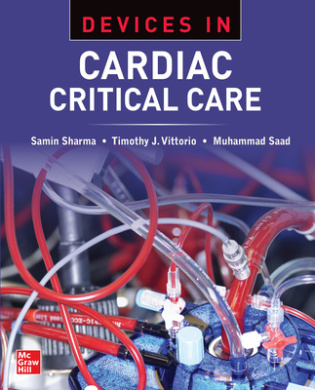 DEVICES IN
CARDIAC
CRITICAL CARE
Samin Sharma • Timothy J. Vittorio • Muhammad Saad
Mc
Graw
Hill